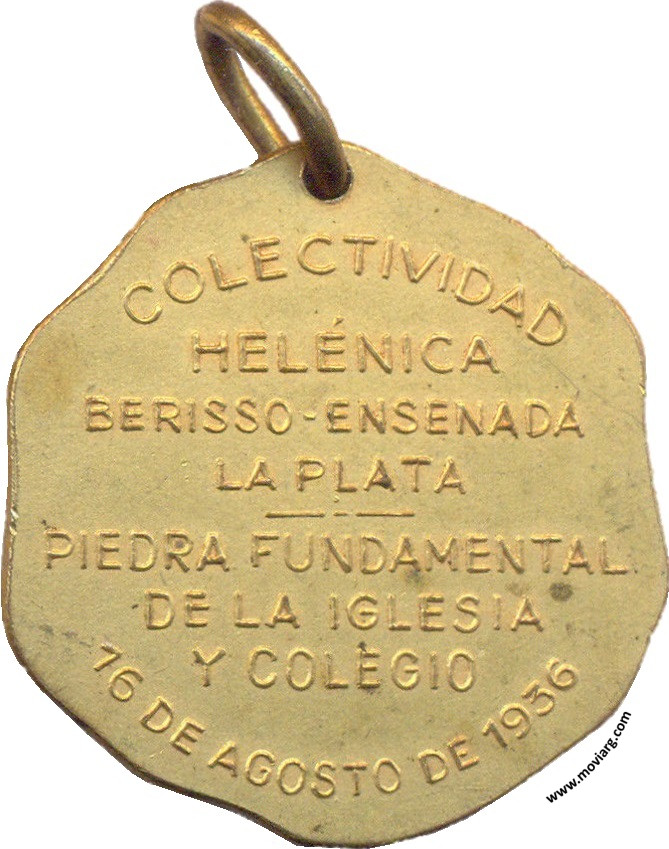 COLECTIVIDAD
HELÉNICA
BERISSO-ENSENADA
LA PLATA
PIEDRA FUNDAMENTAL
DE LA IGLESIA
Y COLEGIO
16 DE AGOSTO DE 1936
www.moviarg.com